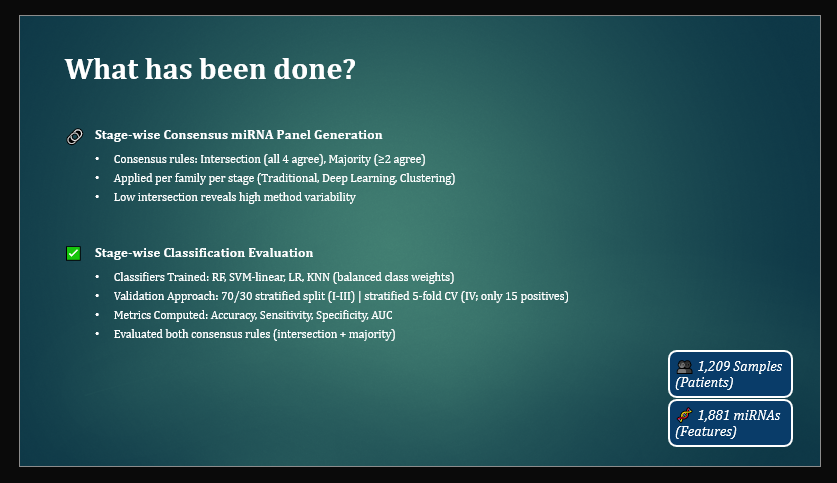 What has been done?
Stage-wise Consensus miRNA Panel Generation
• Consensus rules: Intersection (all 4 agree), Majority (≥2 agree)
• Applied per family per stage (Traditional, Deep Learning, Clustering)
• Low intersection reveals high method variability
Stage-wise Classification Evaluation
• Classifiers Trained: RF, SVM-linear, LR, KNN (balanced class weights)
• Validation Approach: 70/30 stratified split (I-III) | stratified 5-fold CV (IV; only 15 positives)
• Metrics Computed: Accuracy, Sensitivity, Specificity, AUC
• Evaluated both consensus rules (intersection + majority)
1,209 Samples
(Patients)
1,881 miRNAs
(Features)